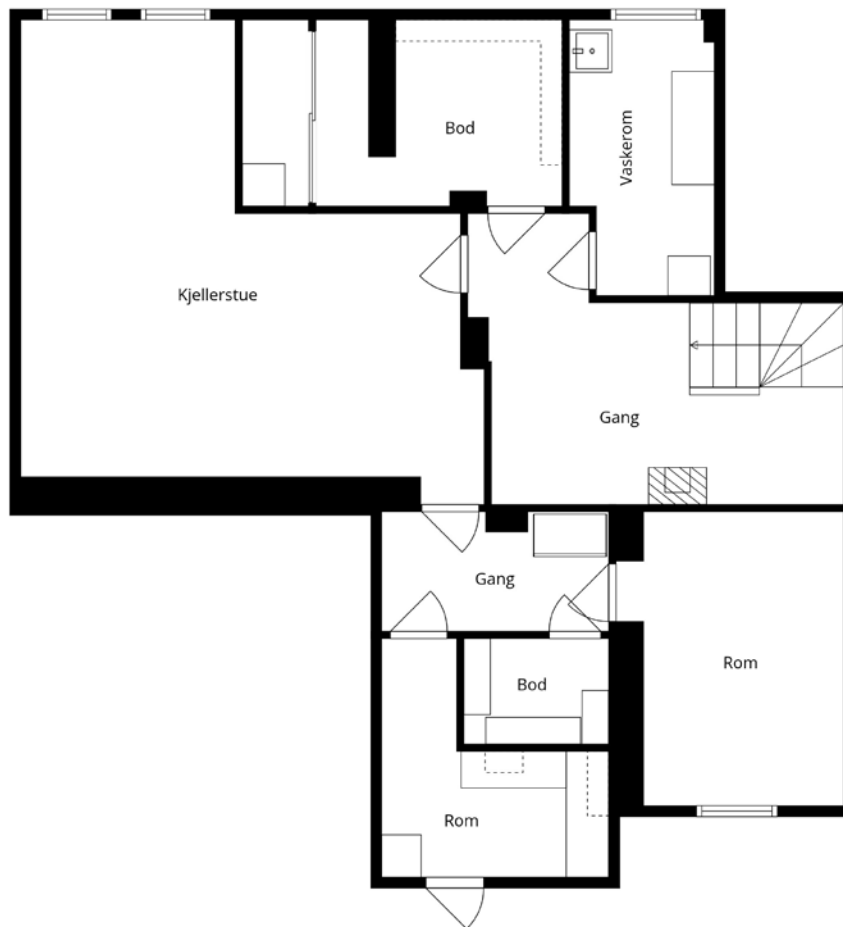 Bod
Vaskerom
Kjellerstue
Gang
Gang
Rom
Bod
Rom